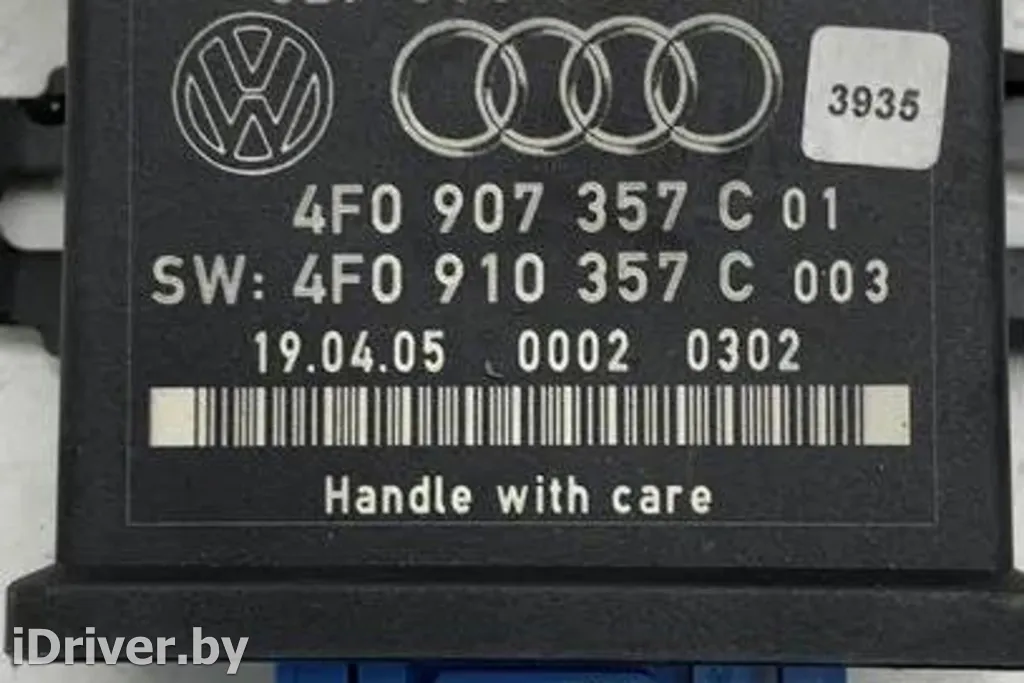 3935
4F0 907 357 C 01
SW: 4F0 910 357 C 003
19.04.05 0002 0302
Handle with care
iDriver.by